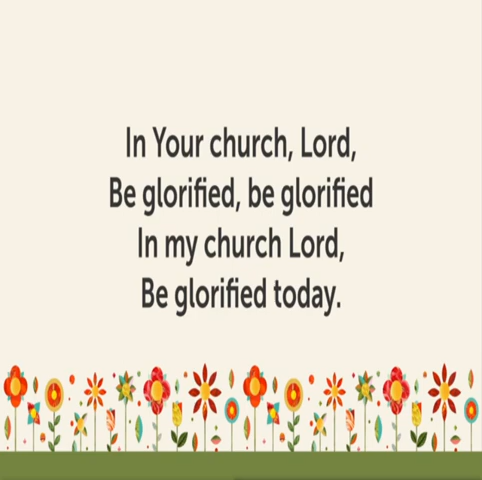 In Your church, Lord,
Be glorified, be glorified
In my church Lord,
Be glorified today.